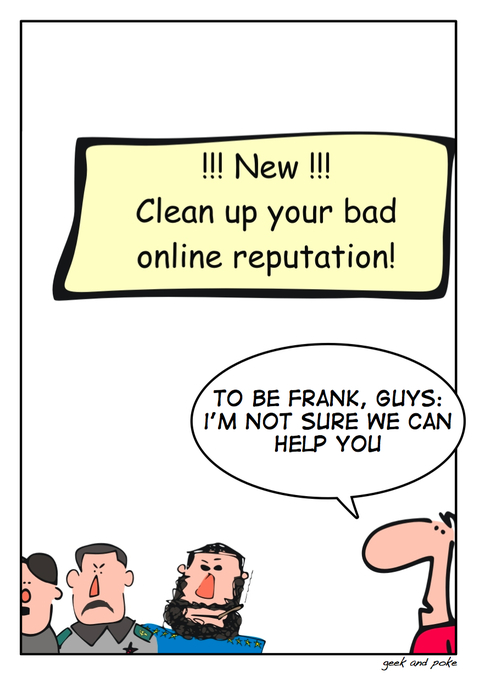 !!! New !!!
Clean up your bad
online reputation!
TO BE FRANK, GUYS:
I'M NOT SURE WE CAN
HELP YOU
geek and poke